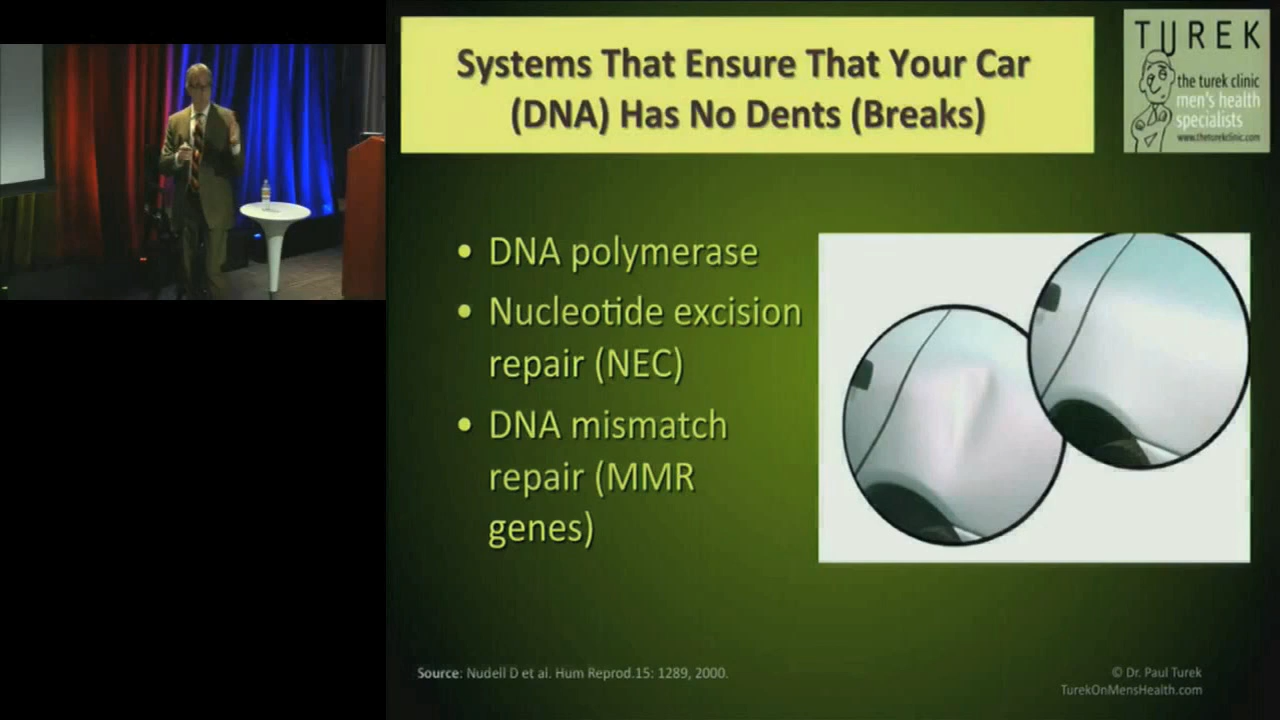 Systems That Ensure That Your Car
(DNA) Has No Dents (Breaks)
TUREK
the turek clinic
men's health
specialists
www.theturekclinic.com
• DNA polymerase
• Nucleotide excision
repair (NEC)
• DNA mismatch
repair (MMR
genes)
Source: Nudell D et al. Hum Reprod.15: 1289, 2000.
© Dr. Paul Turek
TurekOnMensHealth.com